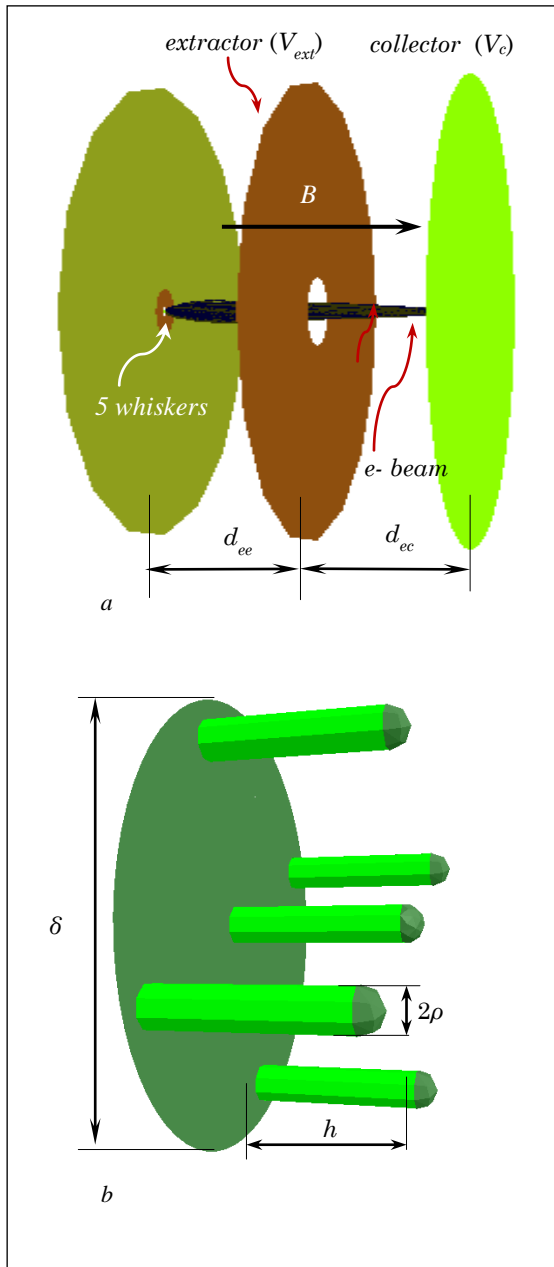 extractor (V_ext) collector (V_c)
B
5 whiskers
e- beam
d_ee d_ec
a
δ
2ρ
h
b